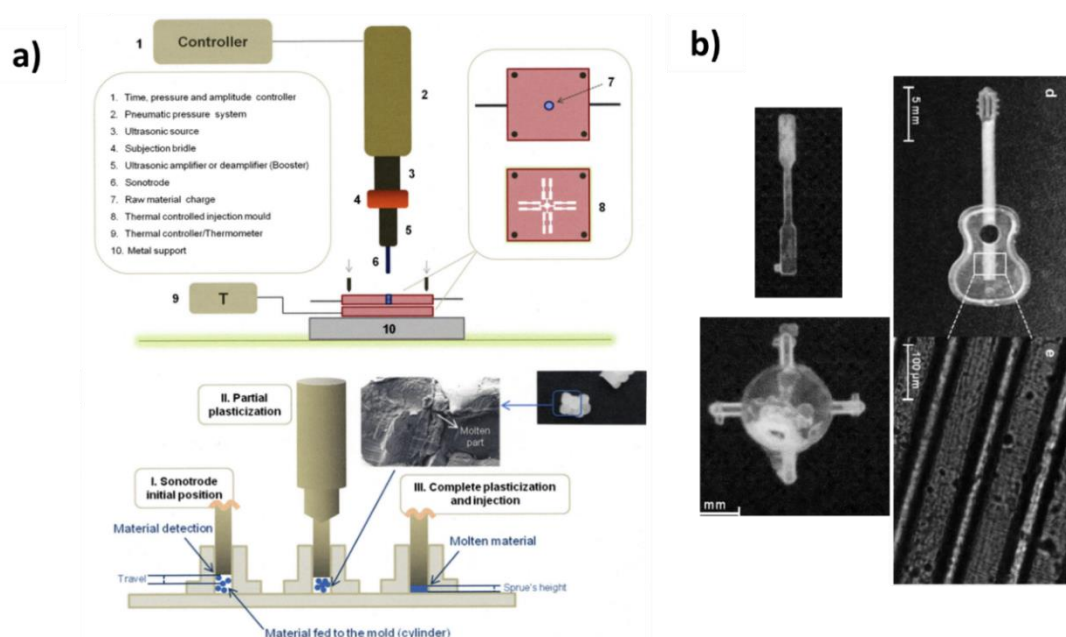 a)
1
Controller
2
1. Time, pressure and amplitude controller
2. Pneumatic pressure system
3. Ultrasonic source
4. Subjection bridle
5. Ultrasonic amplifier or deamplifier (Booster)
6. Sonotrode
7. Raw material charge
8. Thermal controlled injection mould
9. Thermal controller/Thermometer
10. Metal support
3
4
5
6
7
8
9
T
10
II. Partial
plasticization
Molten
part
I. Sonotrode
initial position
III. Complete plasticization
and injection
Material detection
Molten material
Travel
Sprue's height
Material fed to the mold (cylinder)
b)
d
5 mm
mm
e
100 µm